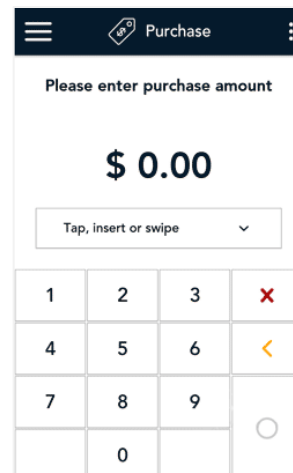 Purchase
Please enter purchase amount
$ 0.00
Tap, insert or swipe
1 2 3
4 5 6
7 8 9
0